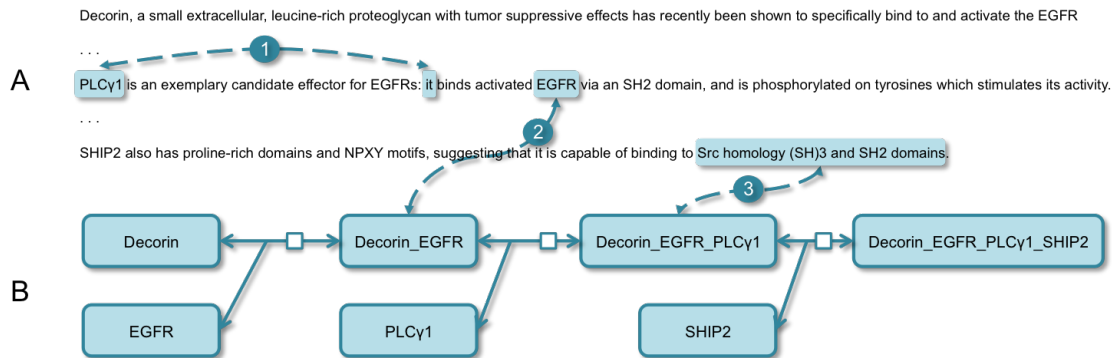 Decorin, a small extracellular, leucine-rich proteoglycan with tumor suppressive effects has recently been shown to specifically bind to and activate the EGFR
. . .
1
A
PLCγ1 is an exemplary candidate effector for EGFRs: it binds activated EGFR via an SH2 domain, and is phosphorylated on tyrosines which stimulates its activity.
. . .
2
SHIP2 also has proline-rich domains and NPXY motifs, suggesting that it is capable of binding to Src homology (SH)3 and SH2 domains.
3
Decorin Decorin_EGFR Decorin_EGFR_PLCγ1 Decorin_EGFR_PLCγ1_SHIP2
B
EGFR PLCγ1 SHIP2